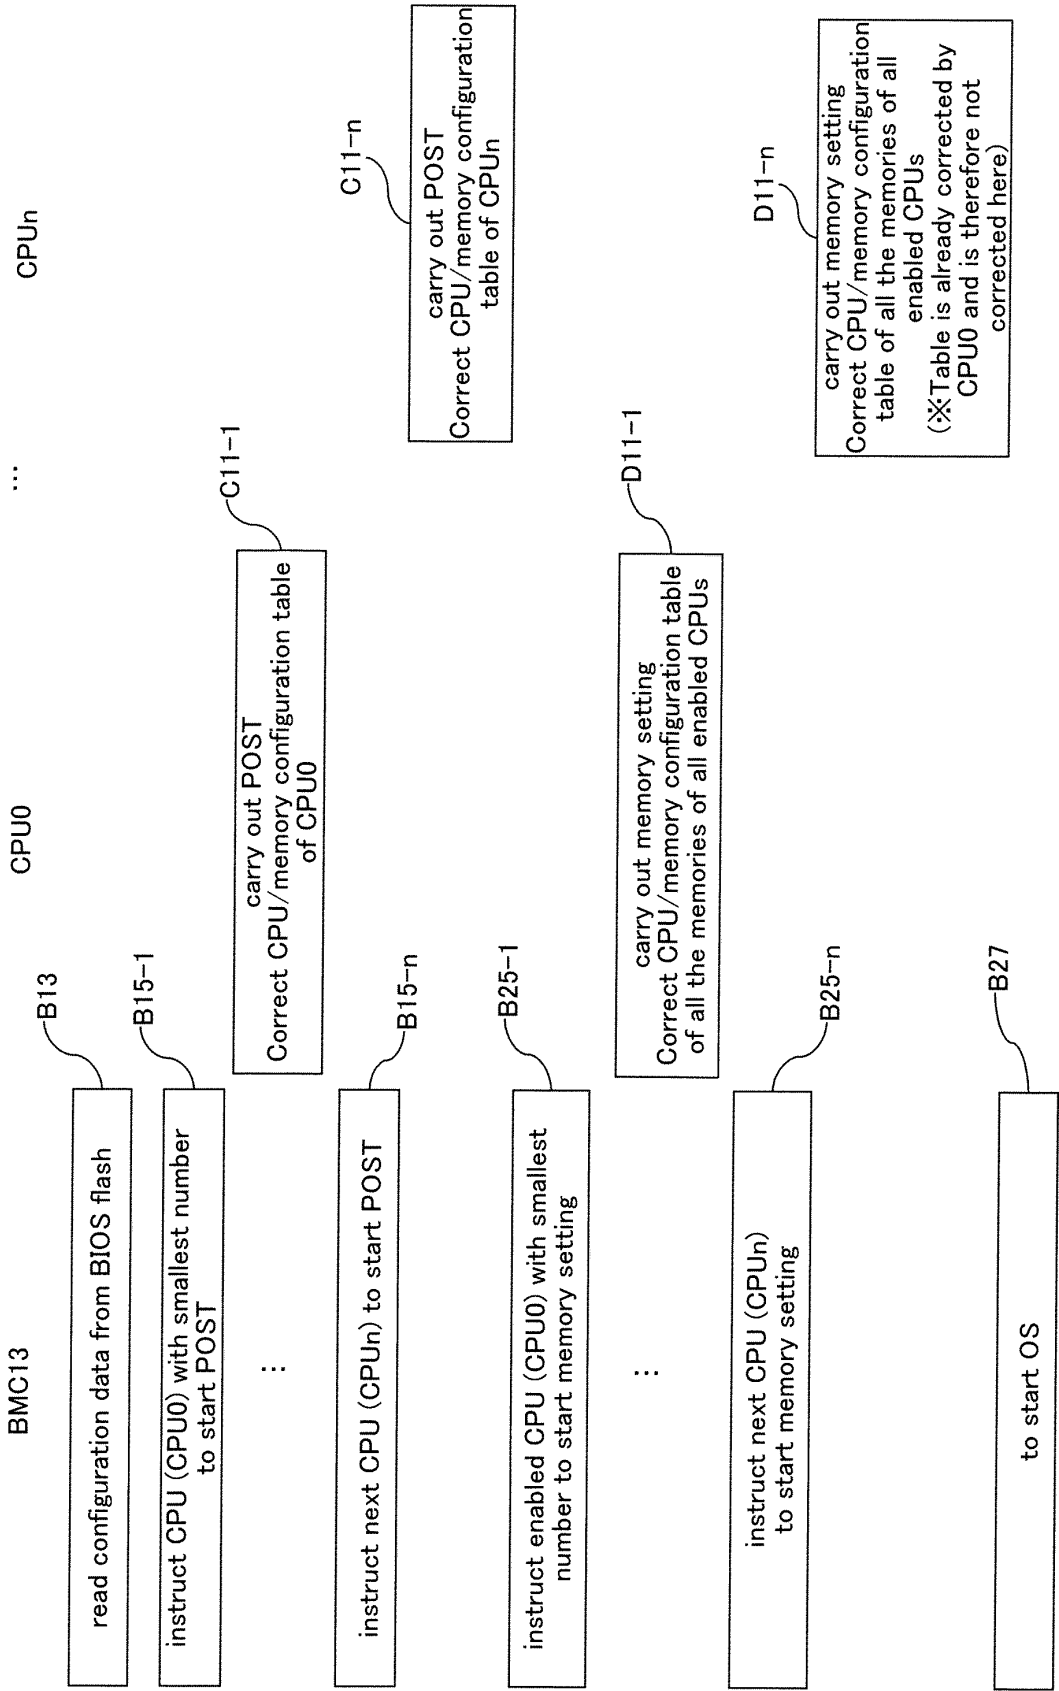 BMC13
CPU0
...
CPUn
B13
read configuration data from BIOS flash
B15-1
instruct CPU (CPU0) with smallest number
to start POST
C11-1
carry out POST
Correct CPU/memory configuration table
of CPU0
...
B15-n
instruct next CPU (CPUn) to start POST
C11-n
carry out POST
Correct CPU/memory configuration
table of CPUn
B25-1
instruct enabled CPU (CPU0) with smallest
number to start memory setting
D11-1
carry out memory setting
Correct CPU/memory configuration table
of all the memories of all enabled CPUs
...
B25-n
instruct next CPU (CPUn)
to start memory setting
D11-n
carry out memory setting
Correct CPU/memory configuration
table of all the memories of all
enabled CPUs
(※Table is already corrected by
CPU0 and is therefore not
corrected here)
B27
to start OS